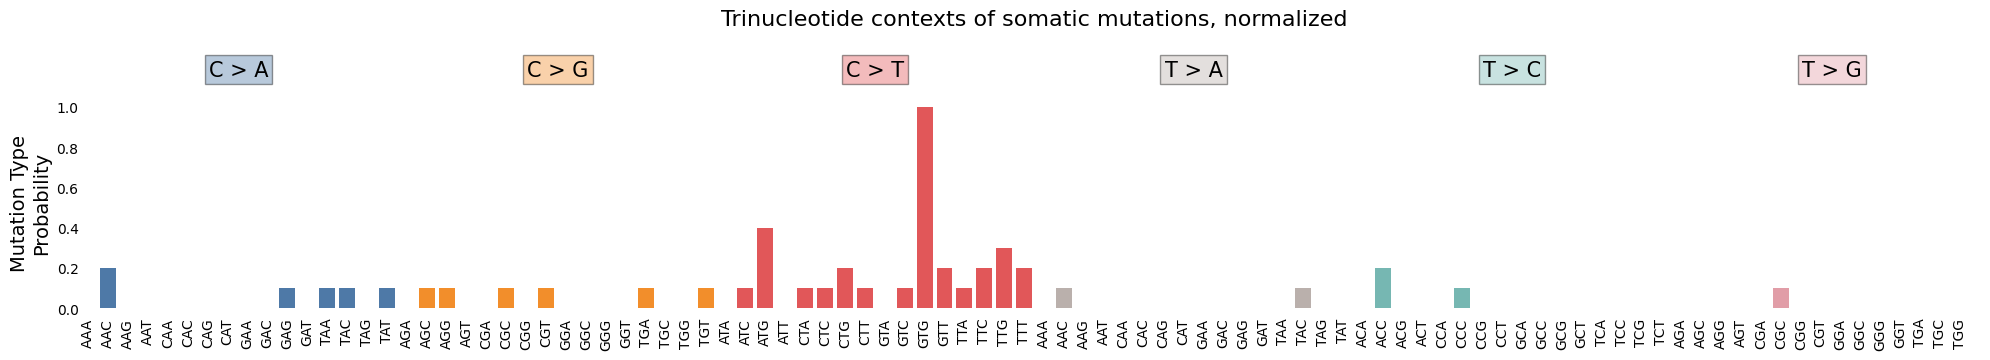 Trinucleotide contexts of somatic mutations, normalized
C > A C > G C > T T > A T > C T > G
Mutation Type
Probability
1.0
0.8
0.6
0.4
0.2
0.0
AAA AAC AAG AAT CAA CAC CAG CAT GAA GAC GAG GAT TAA TAC TAG TAT AGA AGC AGG AGT CGA CGC CGG CGT GGA GGC GGG GGT TGA TGC TGG TGT ATA ATC ATG ATT CTA CTC CTG CTT GTA GTC GTG GTT TTA TTC TTG TTT AAA AAC AAG AAT CAA CAC CAG CAT GAA GAC GAG GAT TAA TAC TAG TAT ACA ACC ACG ACT CCA CCC CCG CCT GCA GCC GCG GCT TCA TCC TCG TCT AGA AGC AGG AGT CGA CGC CGG CGT GGA GGC GGG GGT TGA TGC TGG